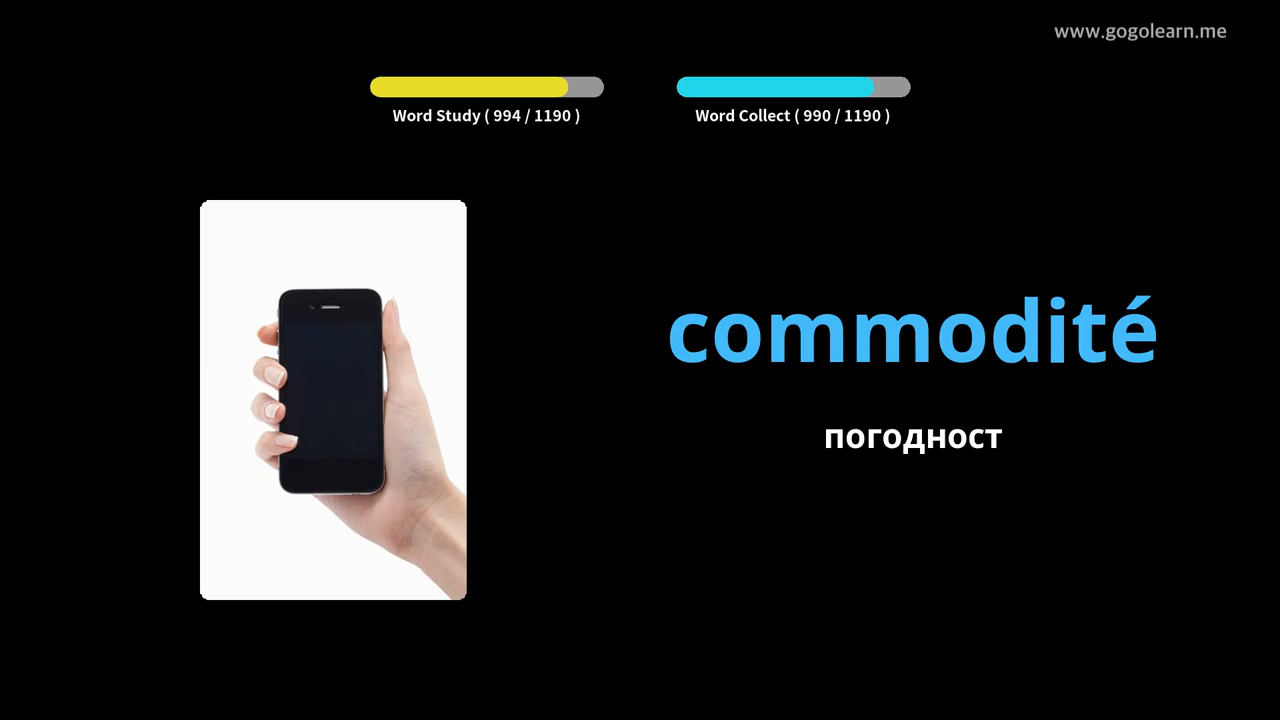 www.gogolearn.me
Word Study ( 994 / 1190 )
Word Collect ( 990 / 1190 )
commodité
погодност